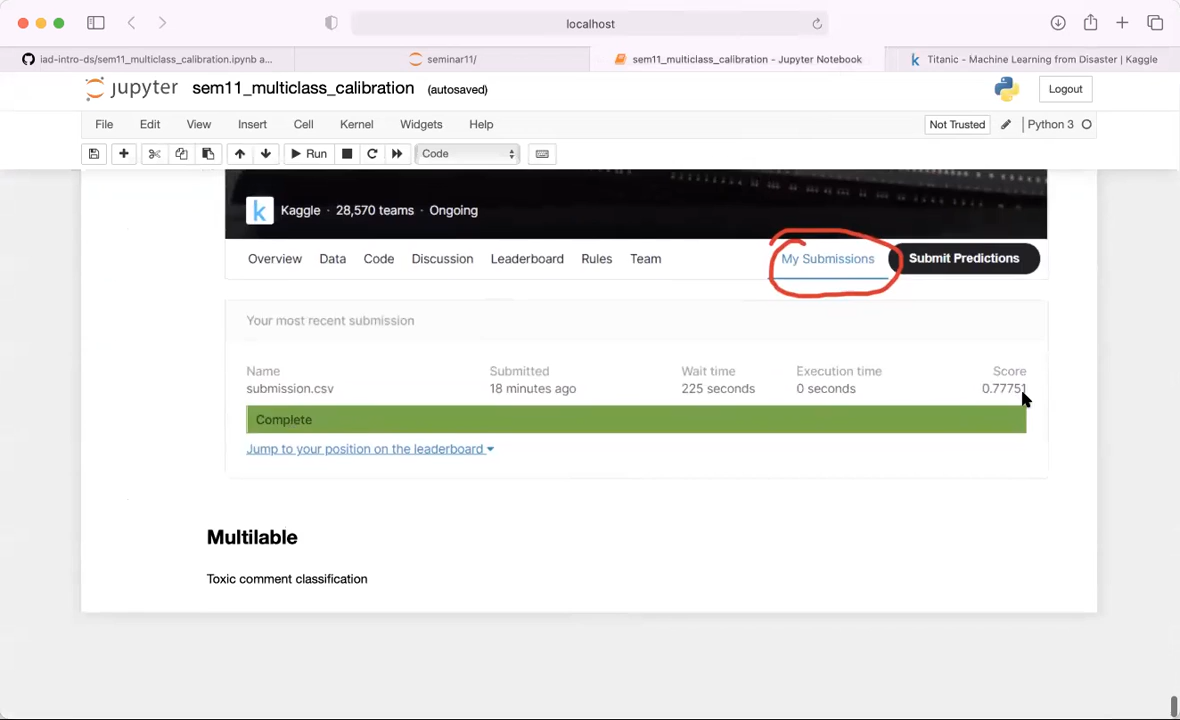 localhost
iad-intro-ds/sem11_multiclass_calibration.ipynb a...
seminar11/
sem11_multiclass_calibration - Jupyter Notebook
k Titanic - Machine Learning from Disaster | Kaggle
jupyter sem11_multiclass_calibration (autosaved)
Logout
File Edit View Insert Cell Kernel Widgets Help
Not Trusted
Python 3
Run
Code
k Kaggle · 28,570 teams · Ongoing
Overview Data Code Discussion Leaderboard Rules Team My Submissions Submit Predictions
Your most recent submission
Name Submitted Wait time Execution time Score
submission.csv 18 minutes ago 225 seconds 0 seconds 0.77751
Complete
Jump to your position on the leaderboard
Multilable
Toxic comment classification